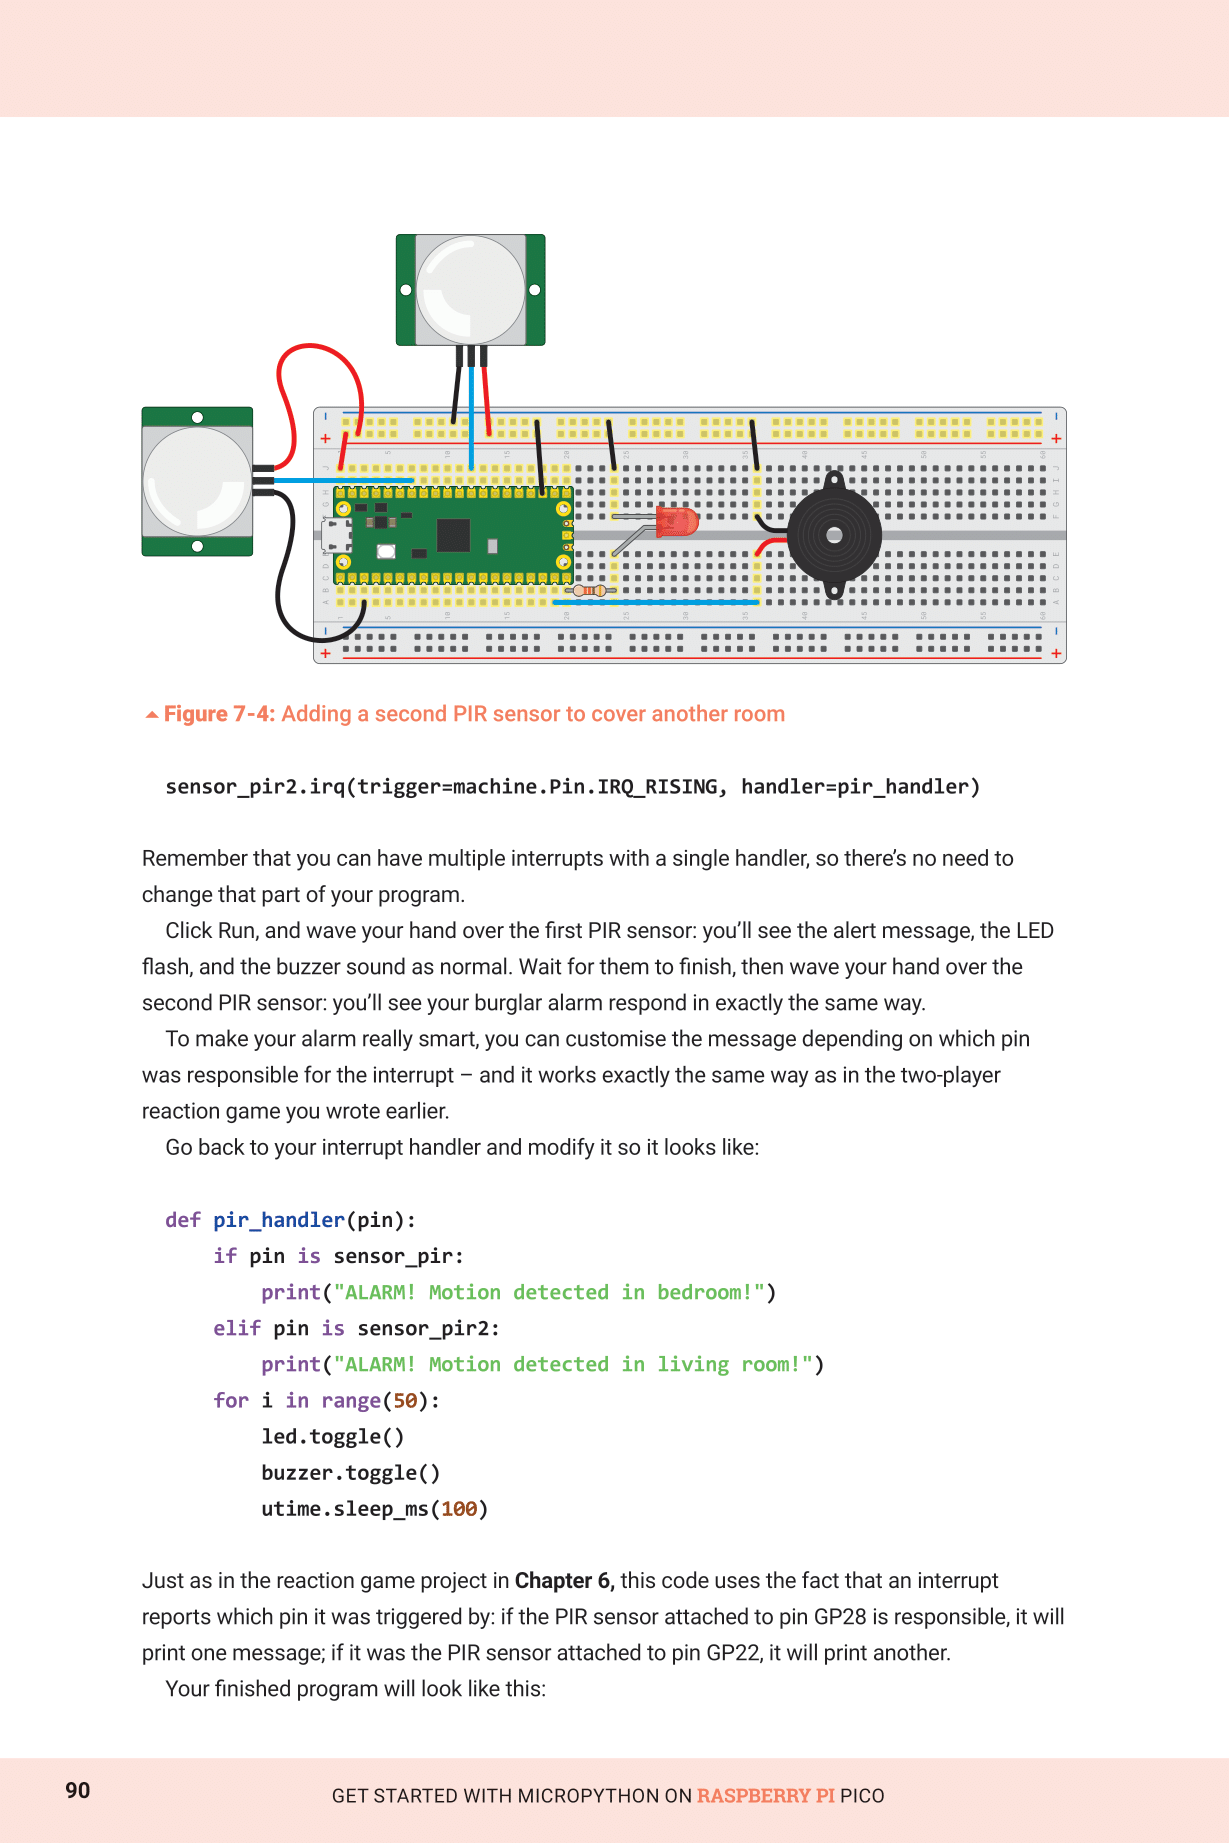 Figure 7-4: Adding a second PIR sensor to cover another room
sensor_pir2.irq(trigger=machine.Pin.IRQ_RISING, handler=pir_handler)
Remember that you can have multiple interrupts with a single handler, so there’s no need to
change that part of your program.
Click Run, and wave your hand over the first PIR sensor: you’ll see the alert message, the LED
flash, and the buzzer sound as normal. Wait for them to finish, then wave your hand over the
second PIR sensor: you’ll see your burglar alarm respond in exactly the same way.
To make your alarm really smart, you can customise the message depending on which pin
was responsible for the interrupt – and it works exactly the same way as in the two-player
reaction game you wrote earlier.
Go back to your interrupt handler and modify it so it looks like:
def pir_handler(pin):
    if pin is sensor_pir:
        print("ALARM! Motion detected in bedroom!")
    elif pin is sensor_pir2:
        print("ALARM! Motion detected in living room!")
    for i in range(50):
        led.toggle()
        buzzer.toggle()
        utime.sleep_ms(100)
Just as in the reaction game project in Chapter 6, this code uses the fact that an interrupt
reports which pin it was triggered by: if the PIR sensor attached to pin GP28 is responsible, it will
print one message; if it was the PIR sensor attached to pin GP22, it will print another.
Your finished program will look like this:
90
GET STARTED WITH MICROPYTHON ON RASPBERRY PI PICO